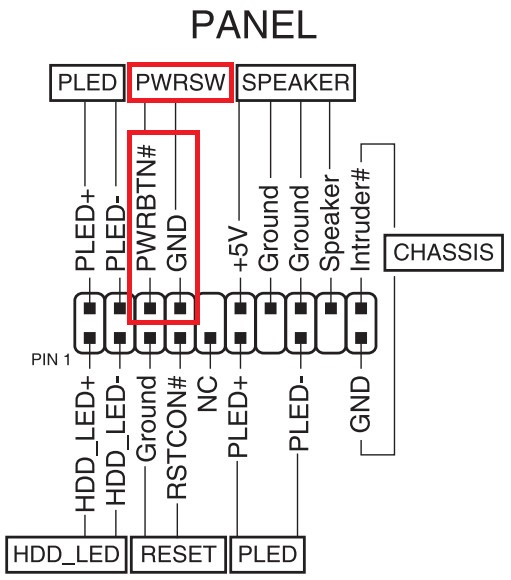 PANEL
PLED
PWRSW
SPEAKER
PLED+
PLED-
PWRBTN#
GND
+5V
Ground
Ground
Speaker
Intruder#
CHASSIS
PIN 1
HDD_LED+
HDD_LED-
Ground
RSTCON#
NC
PLED+
PLED-
GND
HDD_LED
RESET
PLED